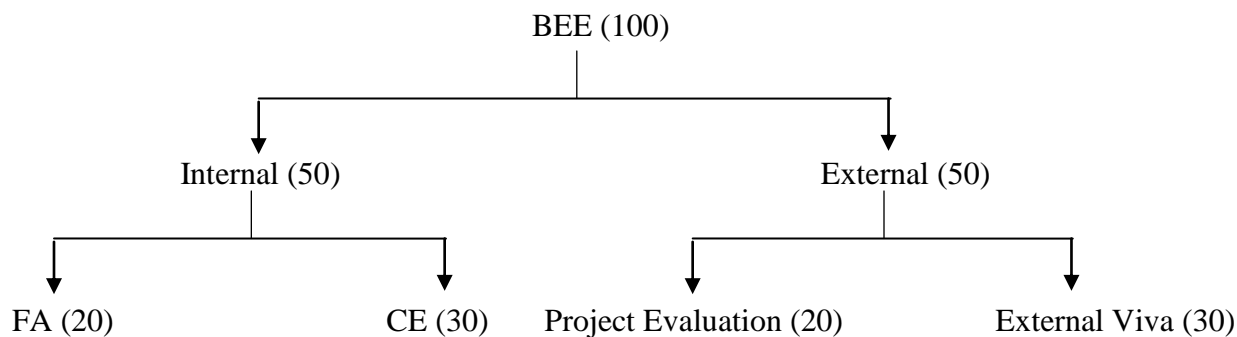 BEE (100)
Internal (50) External (50)
FA (20) CE (30) Project Evaluation (20) External Viva (30)